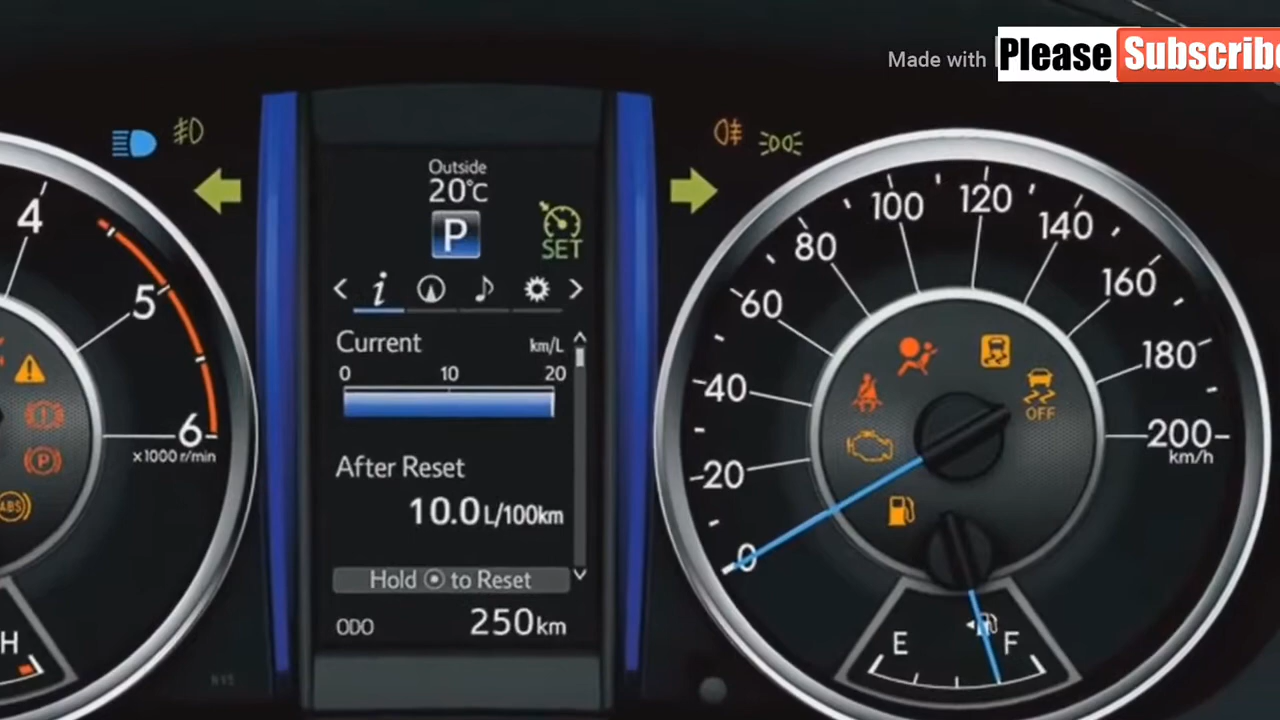 Made with
Please Subscribe
Outside
20°C
P
SET
Current
km/L
0 10 20
After Reset
10.0 L/100km
Hold to Reset
ODO
250km
4
5
6
x1000 r/min
P
ABS
H
0
20
40
60
80
100
120
140
160
180
200
km/h
OFF
E
F